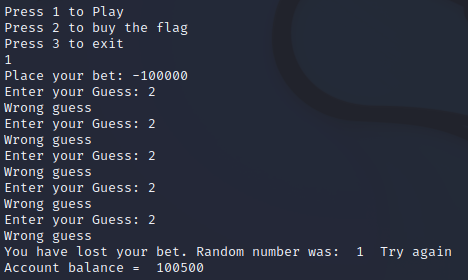 Press 1 to Play
Press 2 to buy the flag
Press 3 to exit
1
Place your bet: -100000
Enter your Guess: 2
Wrong guess
Enter your Guess: 2
Wrong guess
Enter your Guess: 2
Wrong guess
Enter your Guess: 2
Wrong guess
Enter your Guess: 2
Wrong guess
You have lost your bet. Random number was:  1  Try again
Account balance =  100500